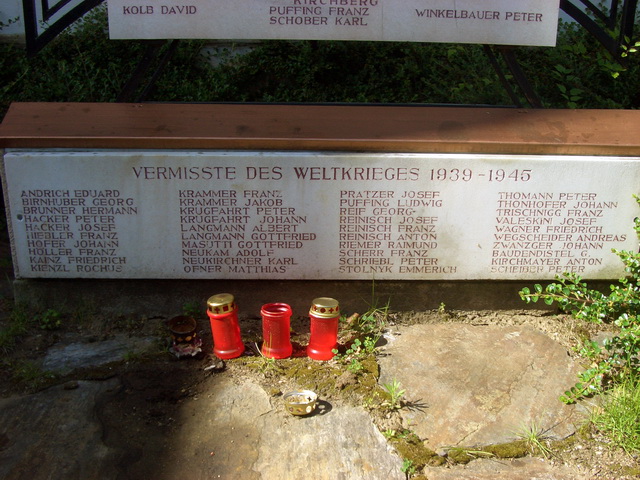 KIRCHBERG
KOLB DAVID PUFFING FRANZ WINKELBAUER PETER
SCHOBER KARL
VERMISSTE DES WELTKRIEGES 1939-1945
ANDRICH EDUARD
BIRNHUBER GEORG
BRUNNER HERMANN
HACKER PETER
HACKER JOSEF
HIEBLER FRANZ
HOFER JOHANN
HÜLLER FRANZ
KAINZ FRIEDRICH
KIENZL ROCHUS
KRAMMER FRANZ
KRAMMER JAKOB
KRUGFAHRT PETER
KRUGFAHRT JOHANN
LANGMANN ALBERT
LANGMANN GOTTFRIED
MASUTTI GOTTFRIED
NEUKAM ADOLF
NEUKIRCHNER KARL
OFNER MATTHIAS
PRATZER JOSEF
PUFFING LUDWIG
REIF GEORG
REINISCH JOSEF
REINISCH FRANZ
REINISCH ANTON
RIEMER RAIMUND
SCHERR FRANZ
SCHRIEBL PETER
STOLNYK EMMERICH
THOMANN PETER
THONHOFER JOHANN
TRISCHNIGG FRANZ
VALESKINI JOSEF
WAGNER FRIEDRICH
WEGSCHEIDER ANDREAS
ZWANZGER JOHANN
BAUDENDISTEL G.
KIRCHMAYER ANTON
SCHEIBER PETER